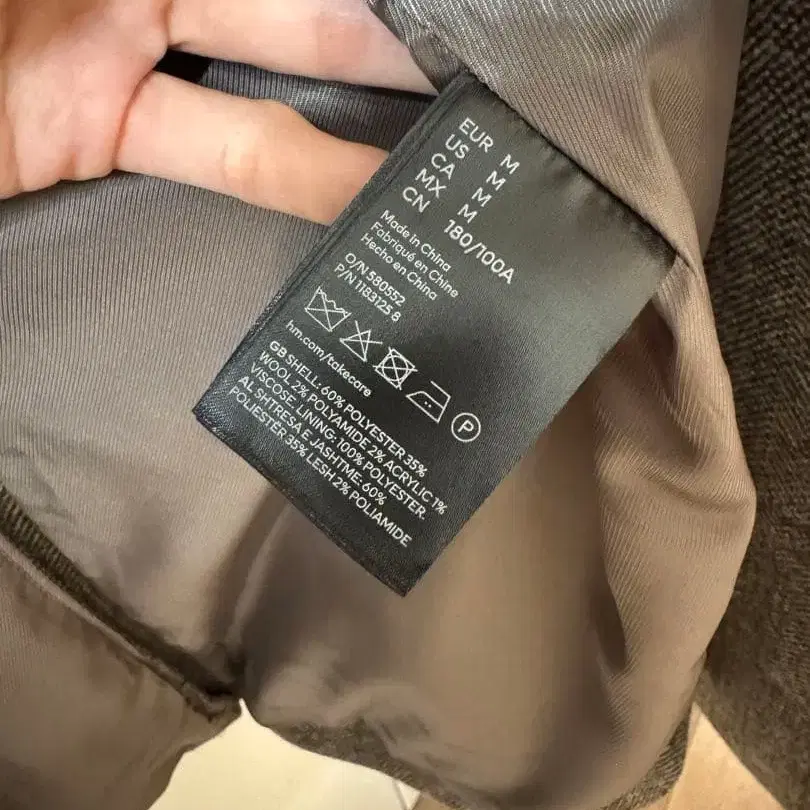 EUR M
US M
CA M
MX M
CN 180/100A
Made in China
Fabriqué en Chine
Hecho en China
O/N 580552
P/N 1183125 8
P
hm.com/takecare
GB SHELL: 60% POLYESTER 35%
WOOL 2% POLYAMIDE 2% ACRYLIC 1%
VISCOSE. LINING: 100% POLYESTER.
AL SHTRESA E JASHTME: 60%
POLIESTER 35% LESH 2% POLIAMIDE